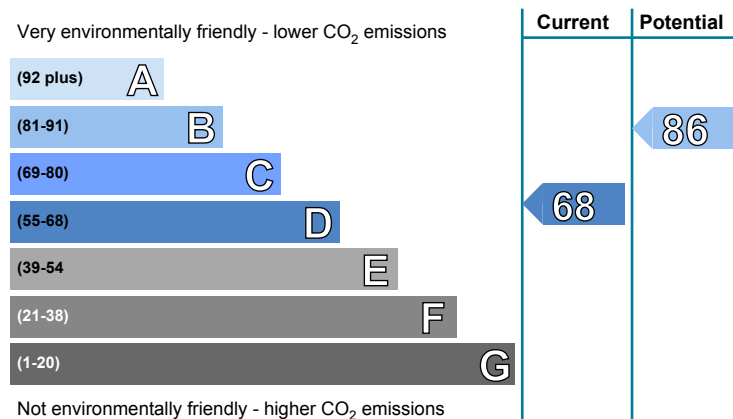 Very environmentally friendly - lower CO₂ emissions
Current
Potential
(92 plus) A
(81-91) B
(69-80) C
(55-68) D
(39-54 E
(21-38) F
(1-20) G
86
68
Not environmentally friendly - higher CO₂ emissions